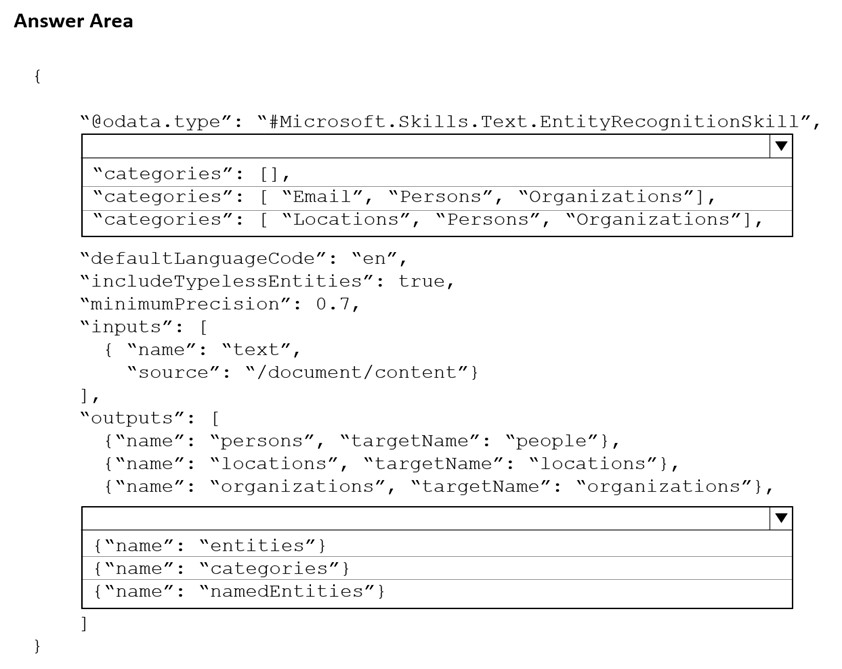 Answer Area
{
“@odata.type”: “#Microsoft.Skills.Text.EntityRecognitionSkill”,
“categories”: [],
“categories”: [ “Email”, “Persons”, “Organizations”],
“categories”: [ “Locations”, “Persons”, “Organizations”],
“defaultLanguageCode”: “en”,
“includeTypelessEntities”: true,
“minimumPrecision”: 0.7,
“inputs”: [
{ “name”: “text”,
“source”: “/document/content”}
],
“outputs”: [
{“name”: “persons”, “targetName”: “people”},
{“name”: “locations”, “targetName”: “locations”},
{“name”: “organizations”, “targetName”: “organizations”},
{“name”: “entities”}
{“name”: “categories”}
{“name”: “namedEntities”}
]
}